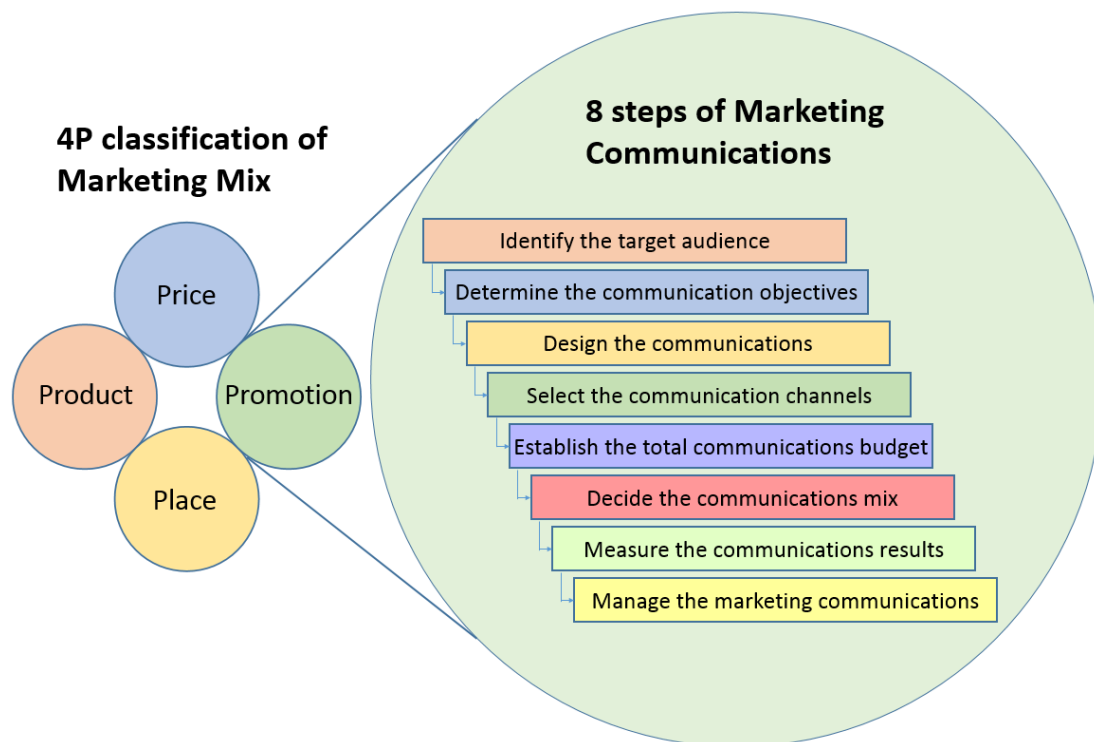 4P classification of
Marketing Mix
Price
Product
Promotion
Place
8 steps of Marketing
Communications
Identify the target audience
Determine the communication objectives
Design the communications
Select the communication channels
Establish the total communications budget
Decide the communications mix
Measure the communications results
Manage the marketing communications